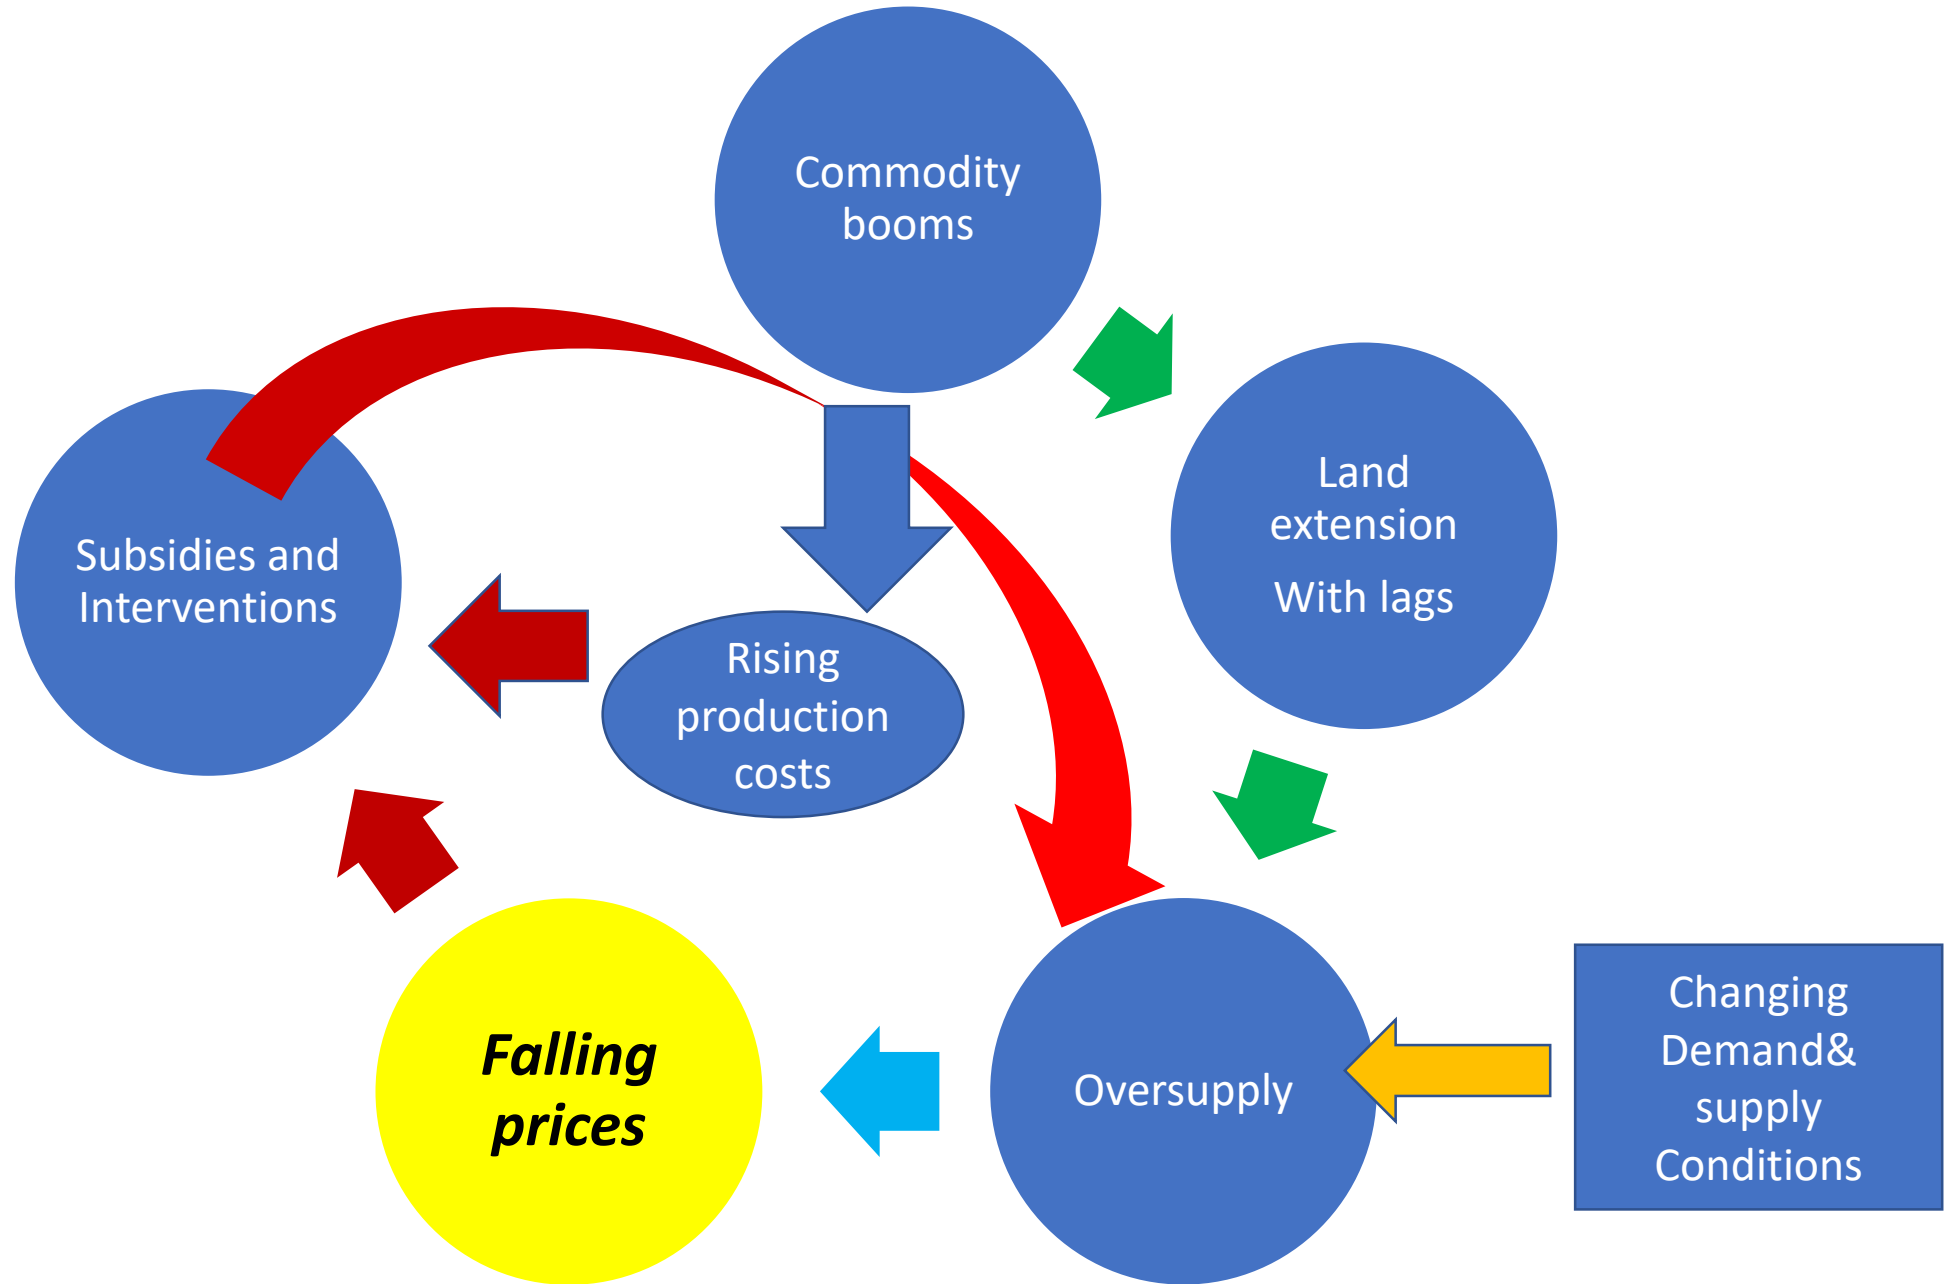 Commodity
booms
Land
extension
With lags
Subsidies and
Interventions
Rising
production
costs
Falling
prices
Oversupply
Changing
Demand&
supply
Conditions